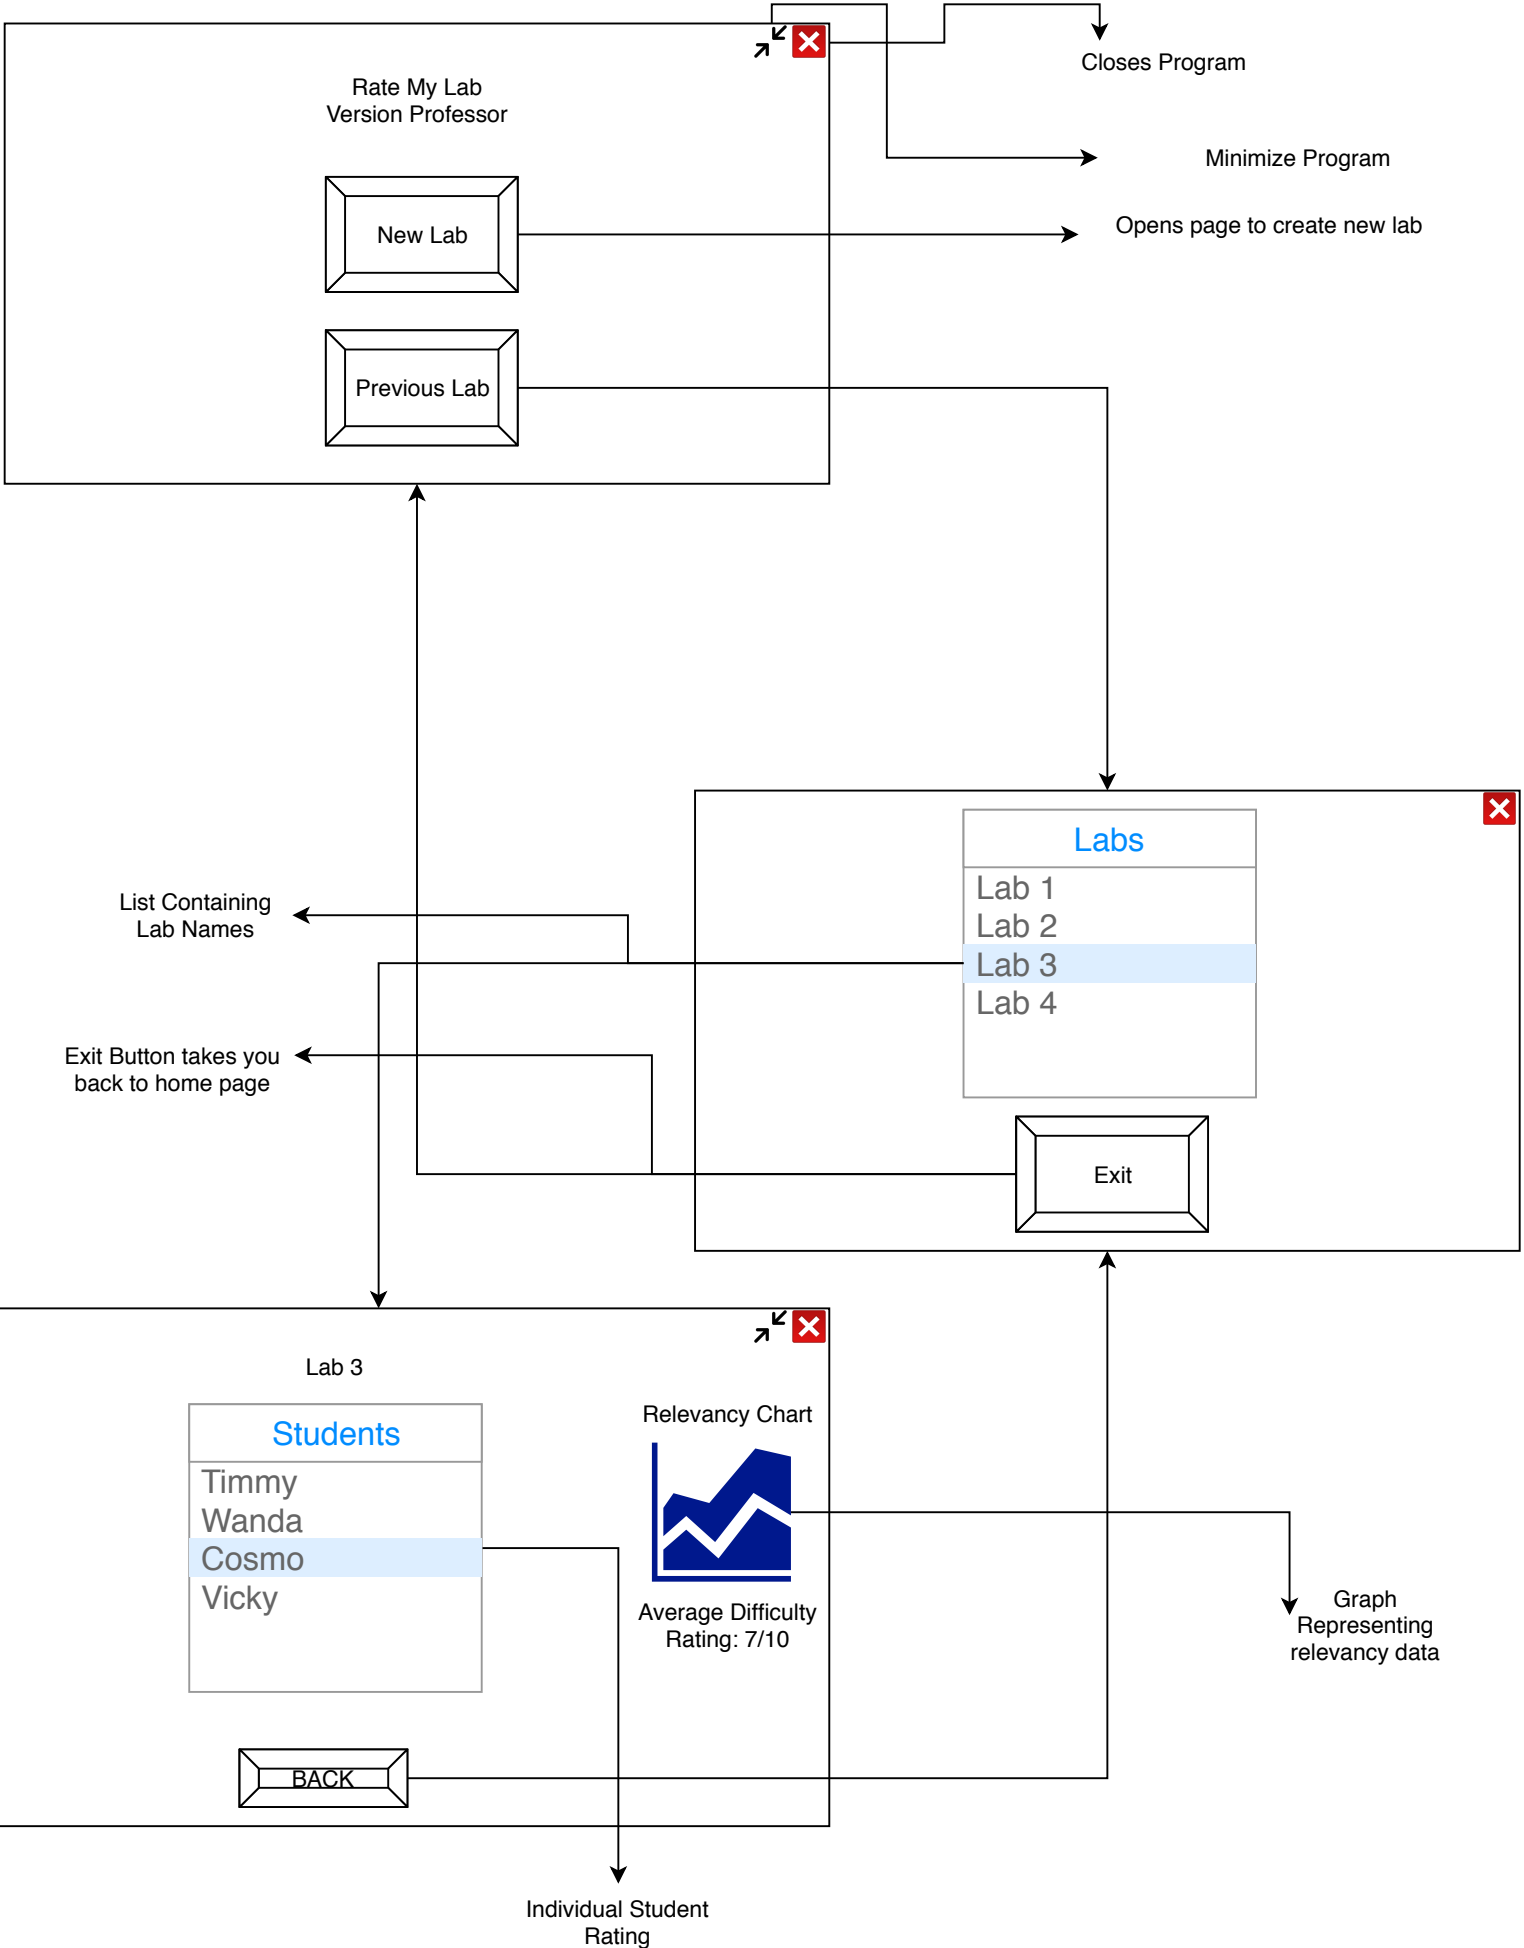 Closes Program
Rate My Lab
Version Professor
Minimize Program
New Lab
Opens page to create new lab
Previous Lab
Labs
Lab 1
Lab 2
Lab 3
Lab 4
List Containing
Lab Names
Exit Button takes you
back to home page
Exit
Lab 3
Students
Timmy
Wanda
Cosmo
Vicky
Relevancy Chart
Average Difficulty
Rating: 7/10
Graph
Representing
relevancy data
BACK
Individual Student
Rating